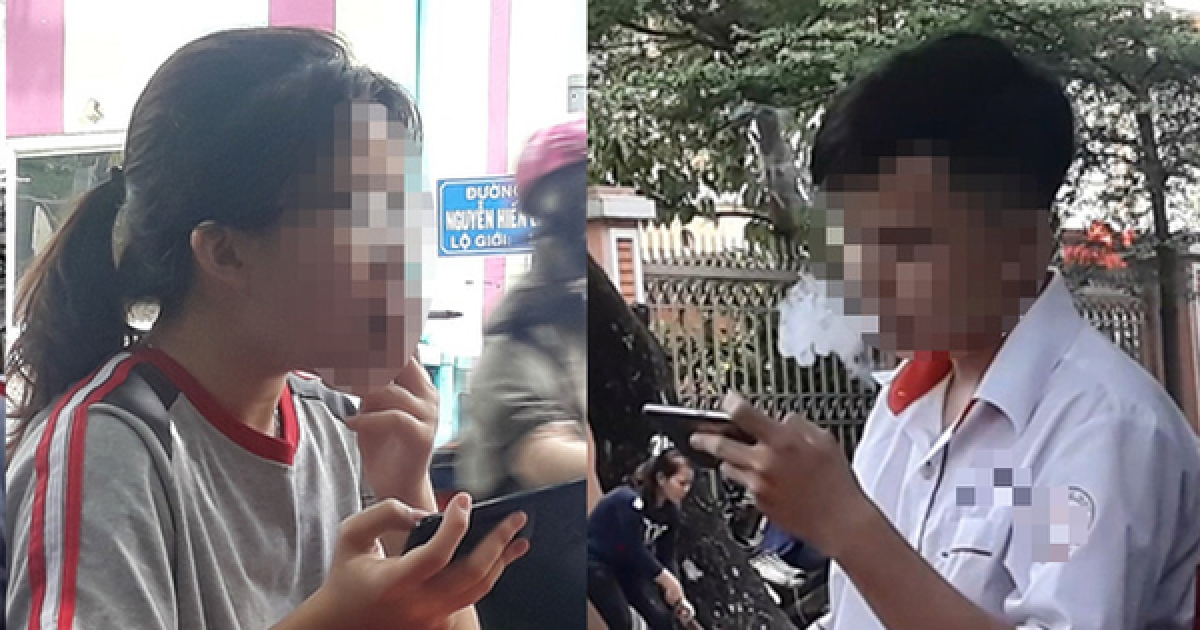 ĐƯỜNG
NGUYỄN HIẾN
LỘ GIỚI